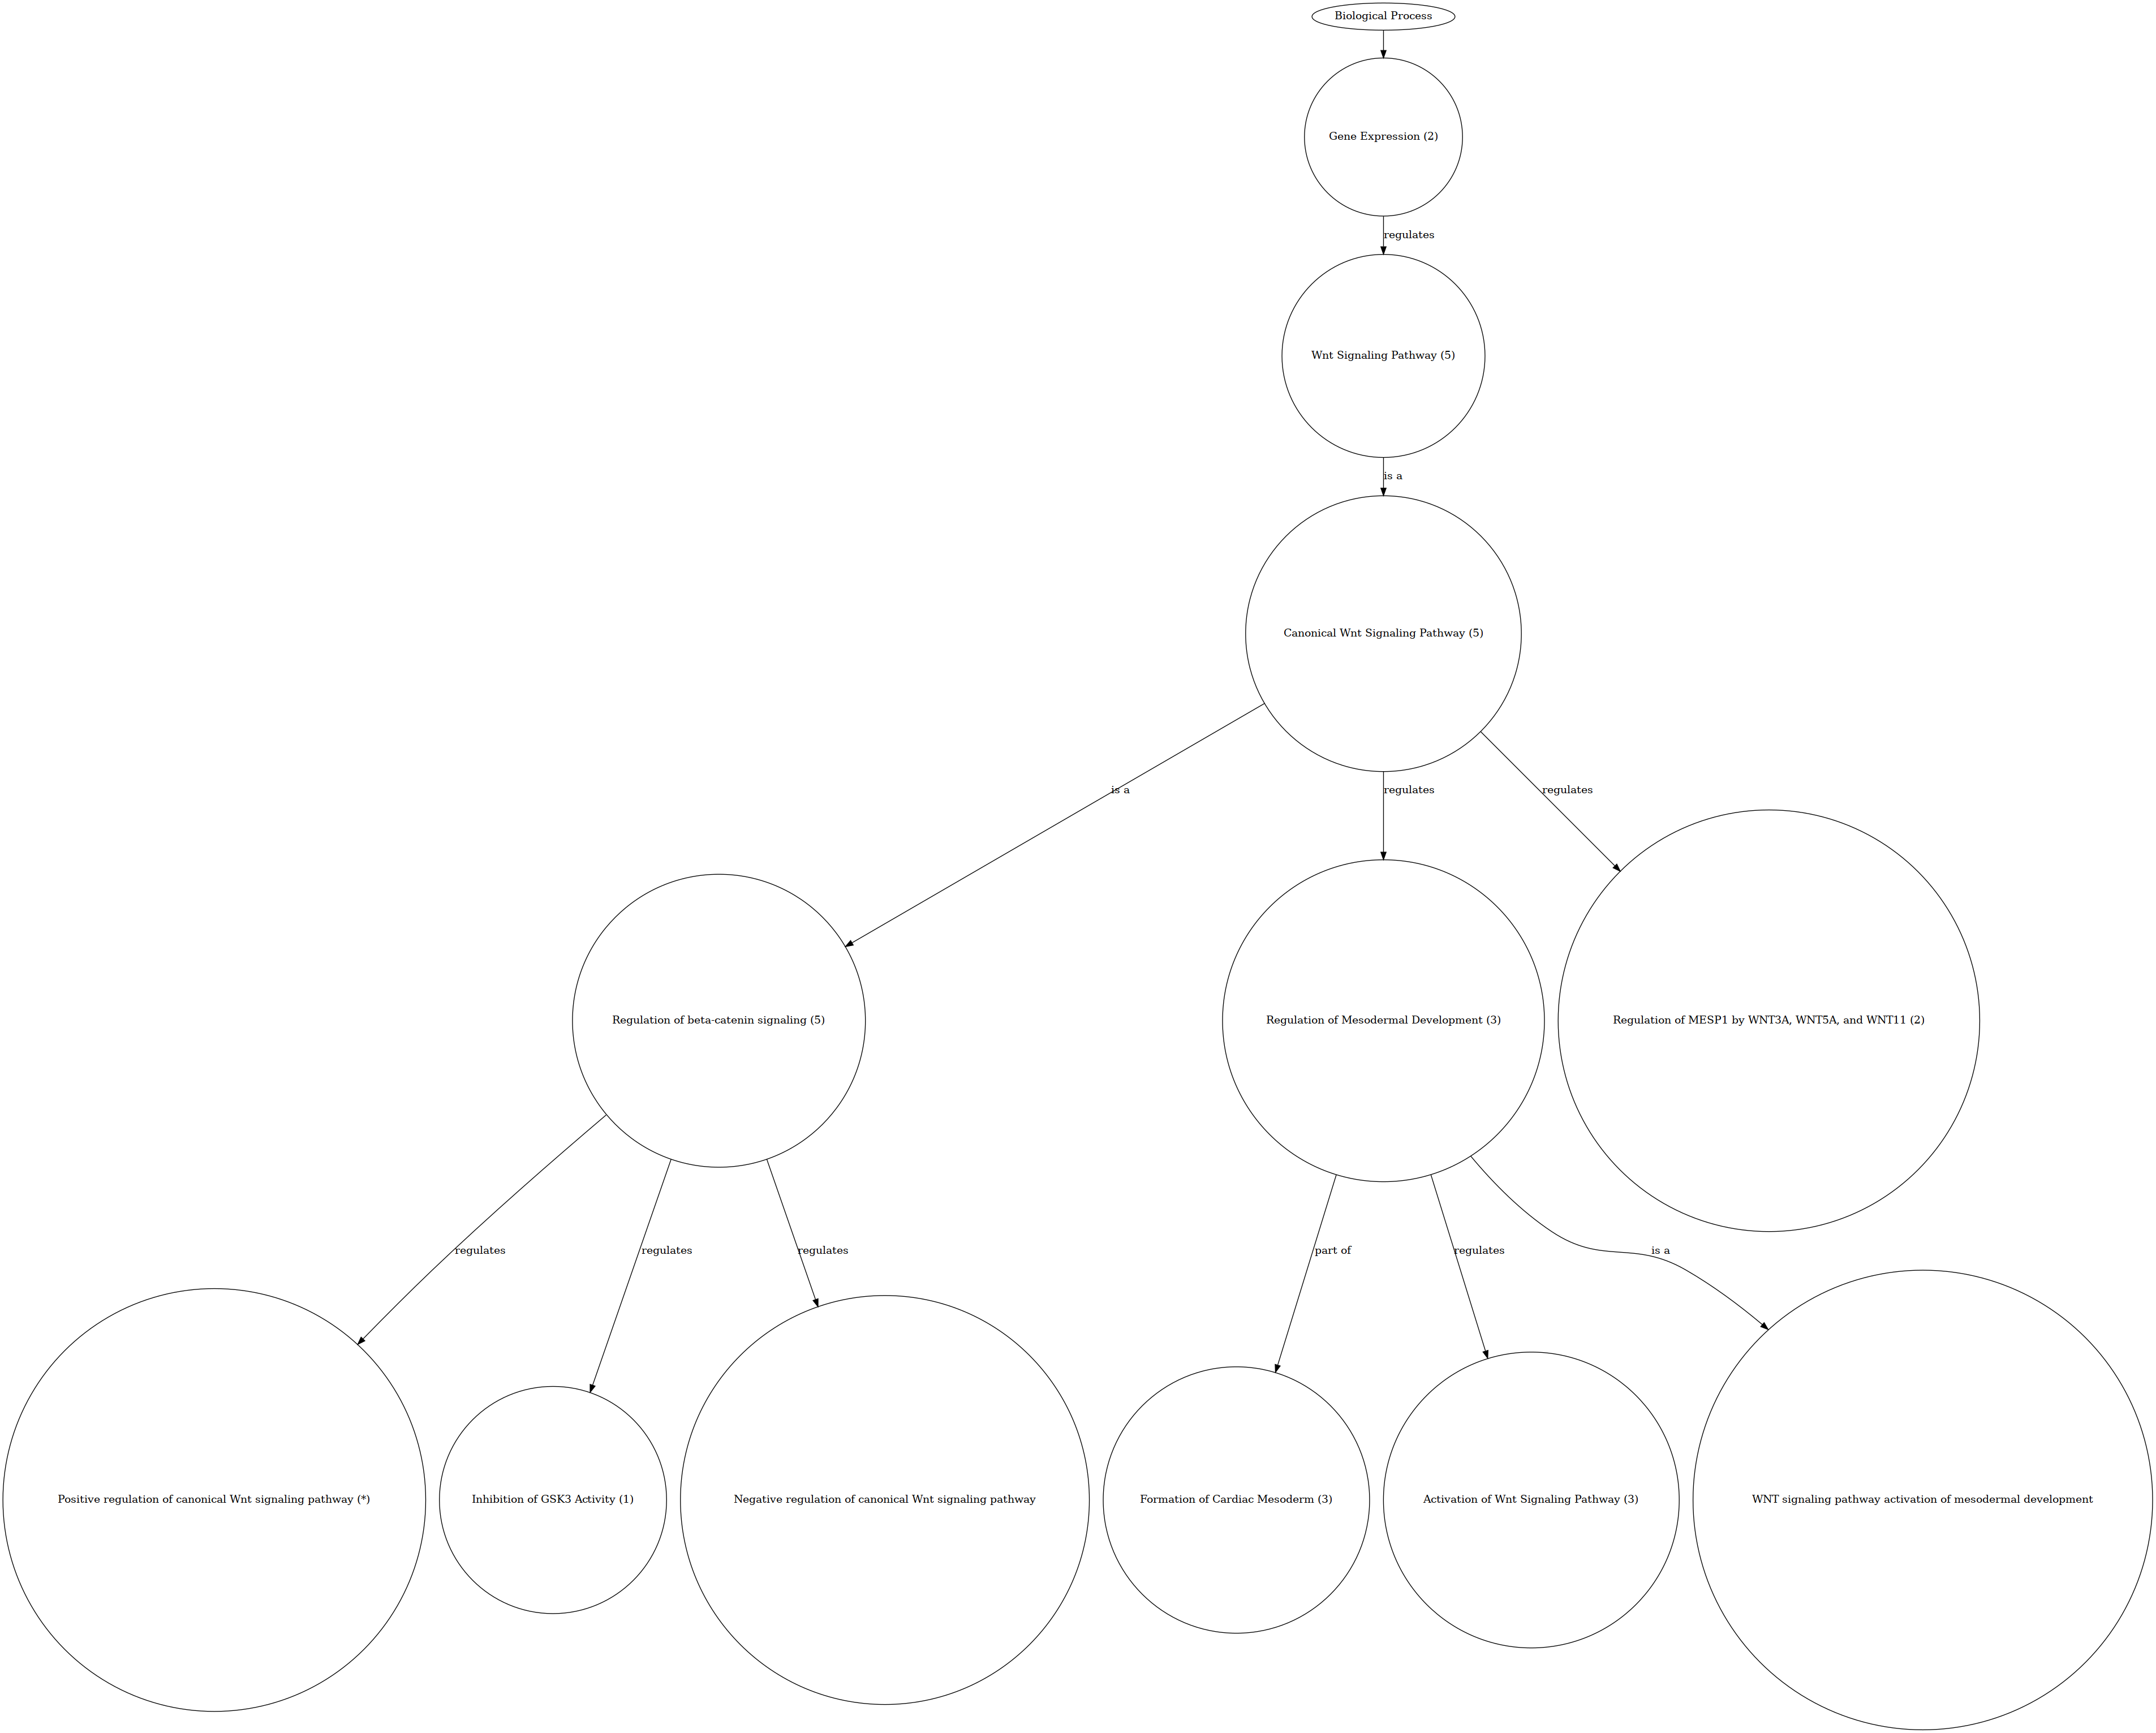 Biological Process
Gene Expression (2)
regulates
Wnt Signaling Pathway (5)
is a
Canonical Wnt Signaling Pathway (5)
is a
regulates
regulates
Regulation of beta-catenin signaling (5)
Regulation of Mesodermal Development (3)
Regulation of MESP1 by WNT3A, WNT5A, and WNT11 (2)
regulates
regulates
regulates
part of
regulates
is a
Positive regulation of canonical Wnt signaling pathway (*)
Inhibition of GSK3 Activity (1)
Negative regulation of canonical Wnt signaling pathway
Formation of Cardiac Mesoderm (3)
Activation of Wnt Signaling Pathway (3)
WNT signaling pathway activation of mesodermal development